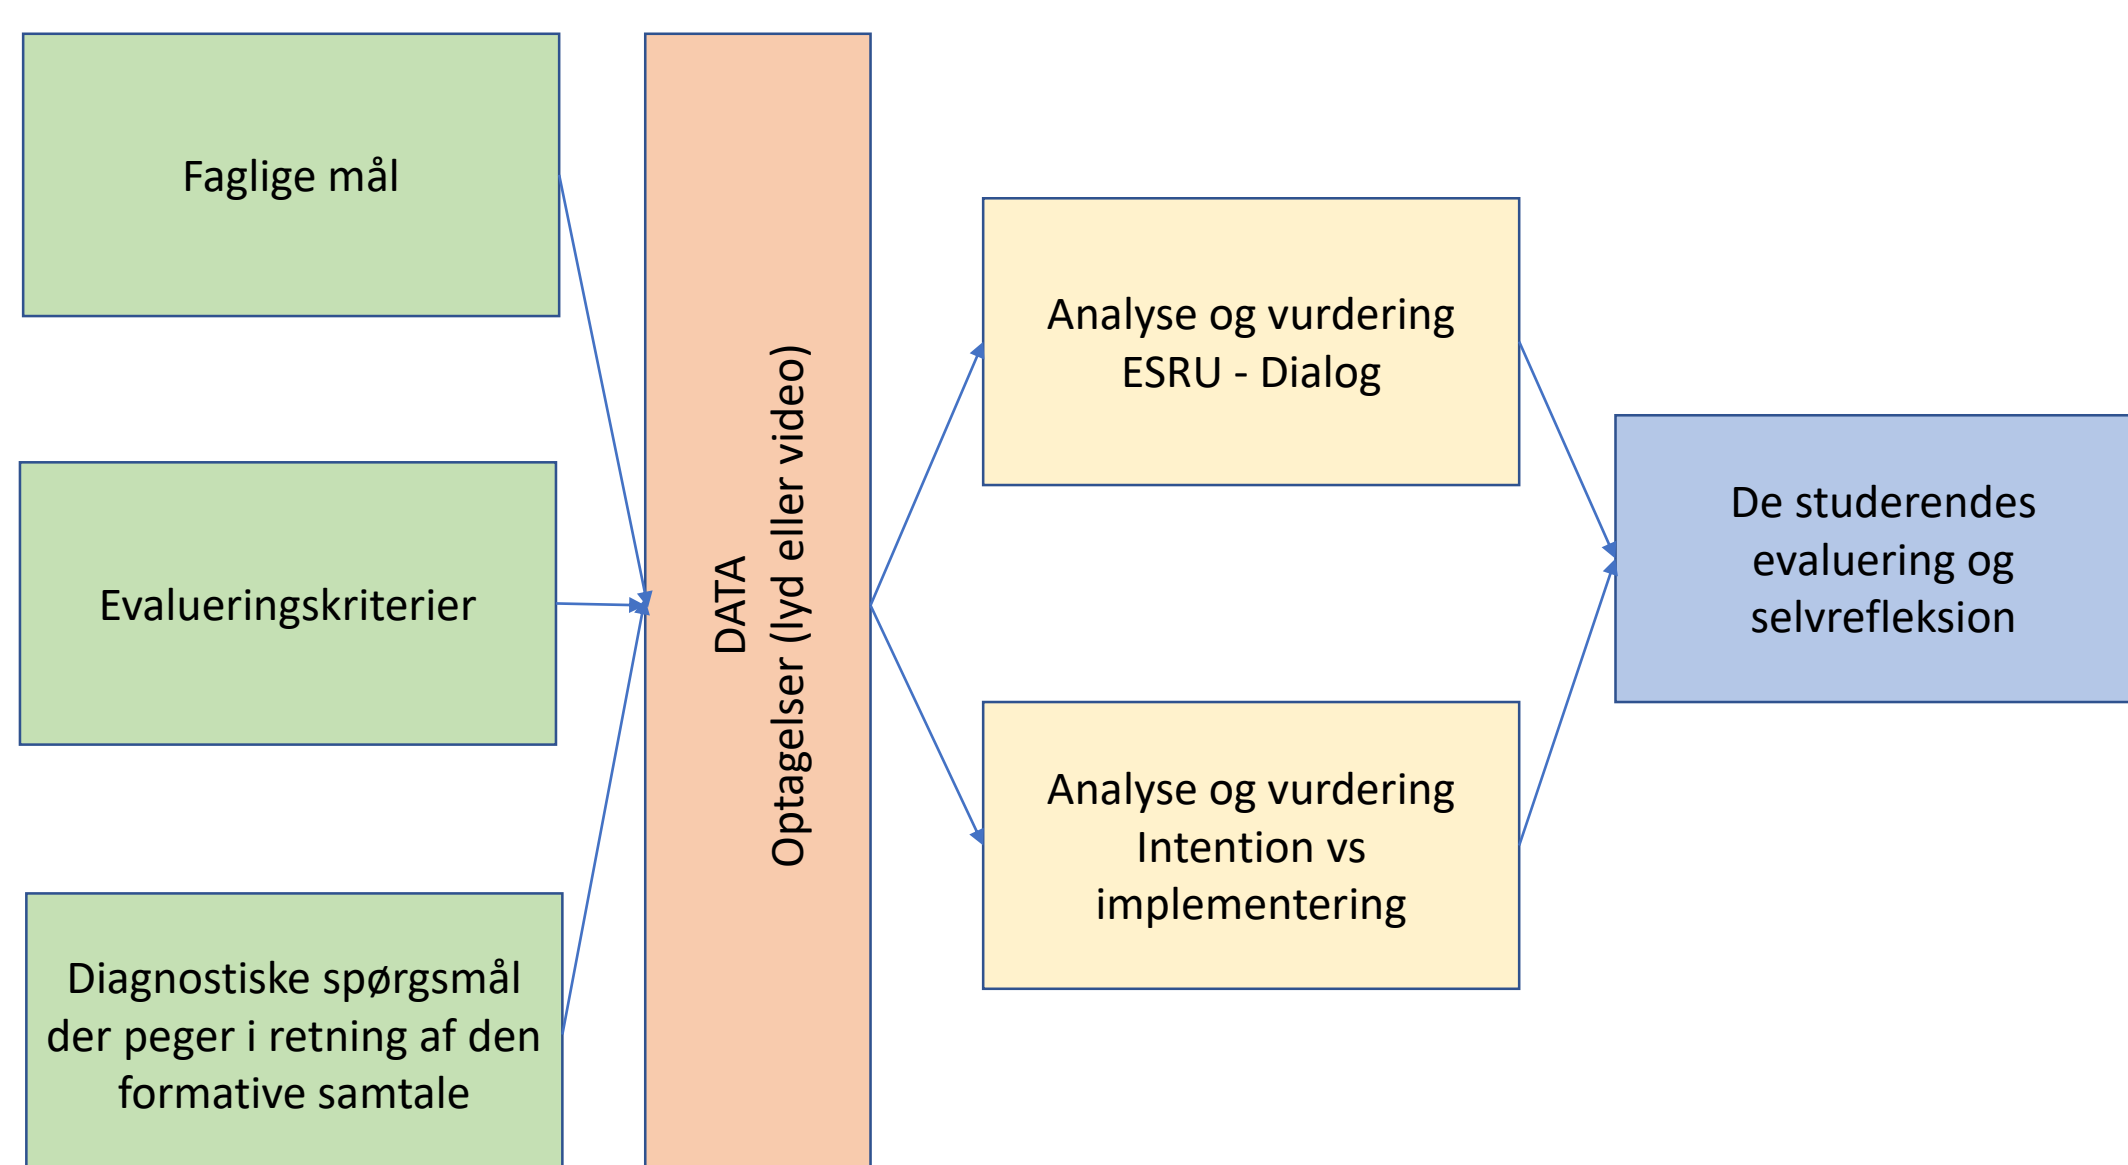 Faglige mål
Evalueringskriterier
Diagnostiske spørgsmål
der peger i retning af den
formative samtale
DATA
Optagelser (lyd eller video)
Analyse og vurdering
ESRU - Dialog
Analyse og vurdering
Intention vs
implementering
De studerendes
evaluering og
selvrefleksion